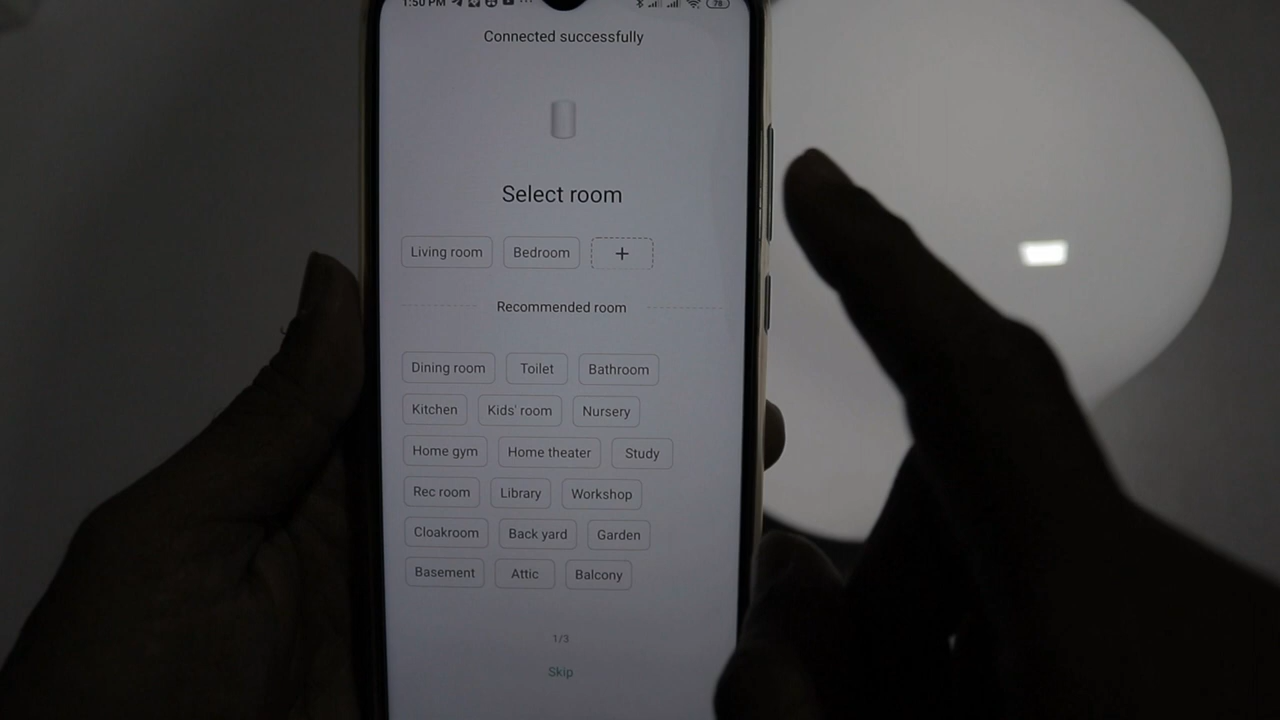 1:50 PM 78
Connected successfully
Select room
Living room Bedroom +
Recommended room
Dining room Toilet Bathroom
Kitchen Kids' room Nursery
Home gym Home theater Study
Rec room Library Workshop
Cloakroom Back yard Garden
Basement Attic Balcony
1/3
Skip